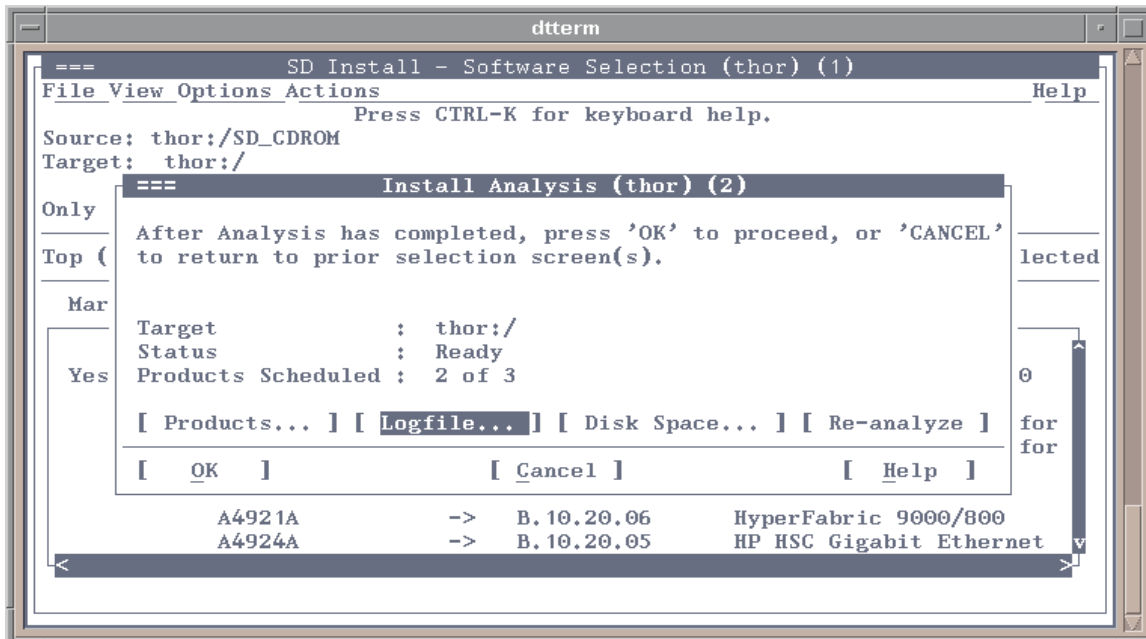 dtterm
=== SD Install - Software Selection (thor) (1)
File View Options Actions Help
Press CTRL-K for keyboard help.
Source: thor:/SD_CDROM
Target: thor:/
=== Install Analysis (thor) (2)
Only
After Analysis has completed, press 'OK' to proceed, or 'CANCEL'
Top ( to return to prior selection screen(s). lected
Mar
Target : thor:/
Status : Ready
Yes Products Scheduled : 2 of 3 0
[ Products... ] [ Logfile... ] [ Disk Space... ] [ Re-analyze ] for
for
[ OK ] [ Cancel ] [ Help ]
A4921A -> B.10.20.06 HyperFabric 9000/800
A4924A -> B.10.20.05 HP HSC Gigabit Ethernet v
< >